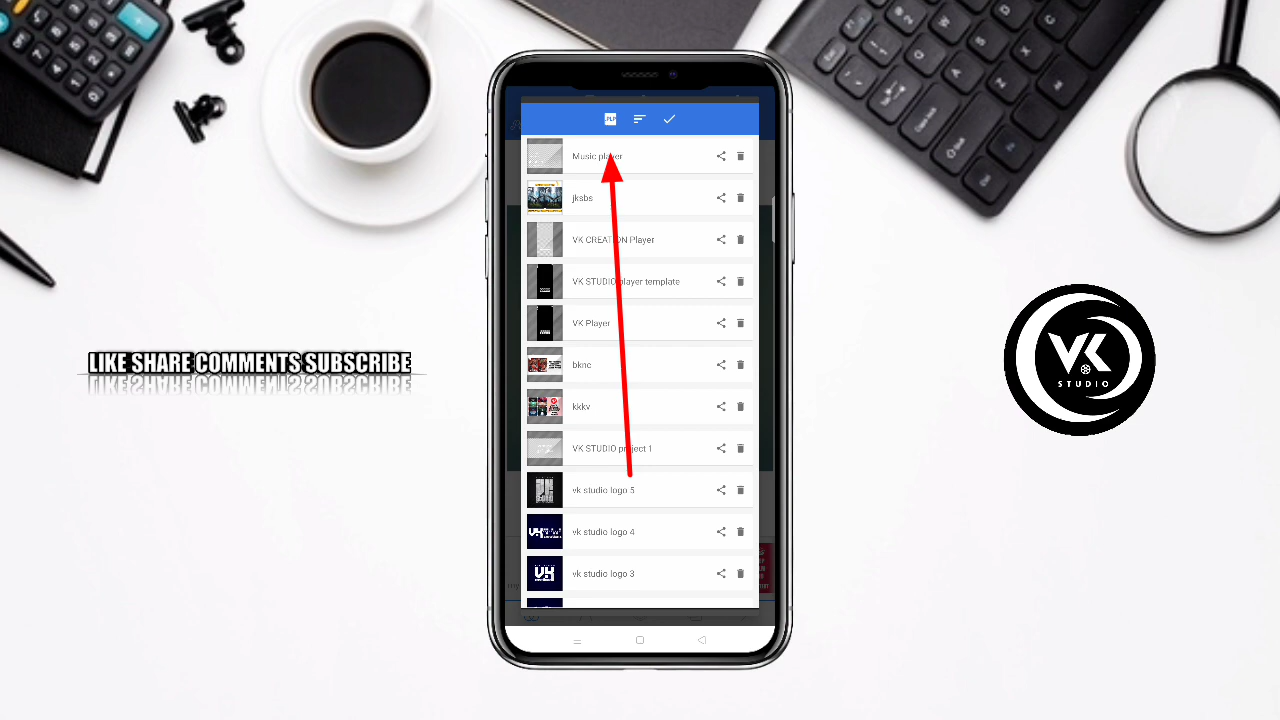 .PLP
Music player
jksbs
VK CREATION Player
VK STUDIO player template
VK Player
bknc
kkkv
VK STUDIO project 1
vk studio logo 5
vk studio logo 4
vk studio logo 3
LIKE SHARE COMMENTS SUBSCRIBE
VK
STUDIO